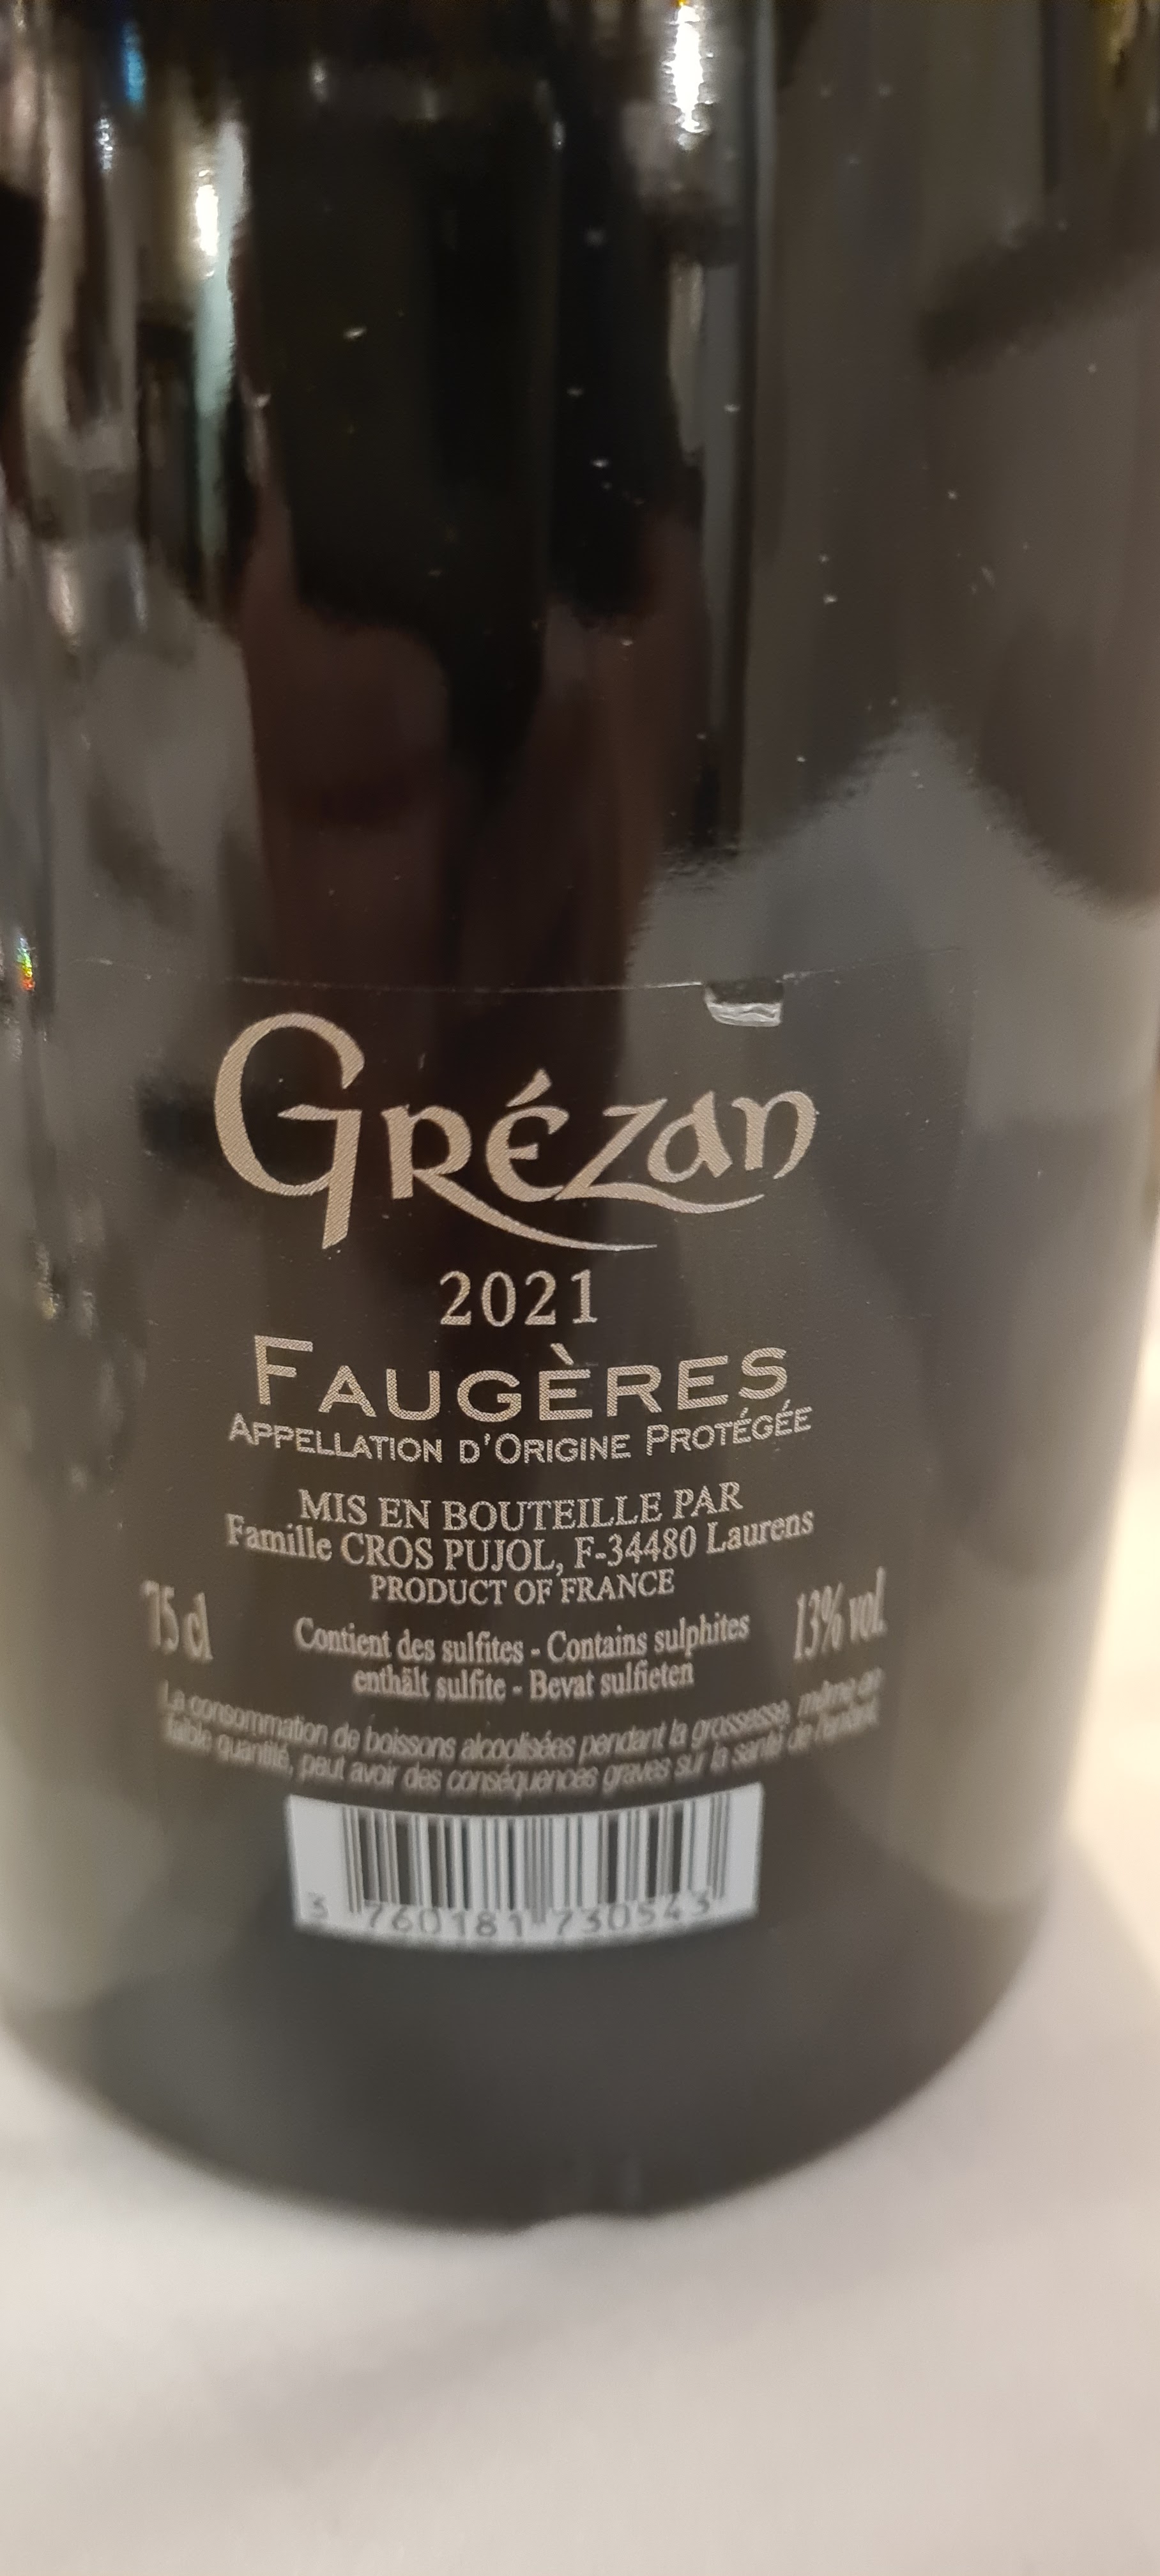 Grézan
2021
FAUGÈRES
APPELLATION D'ORIGINE PROTÉGÉE
MIS EN BOUTEILLE PAR
Famille CROS PUJOL, F-34480 Laurens
PRODUCT OF FRANCE
75 cl
13% vol.
Contient des sulfites - Contains sulphites
enthält sulfite - Bevat sulfieten
La consommation de boissons alcoolisées pendant la grossesse, même en
faible quantité, peut avoir des conséquences graves sur la santé de l'enfant.
3 760181 730543